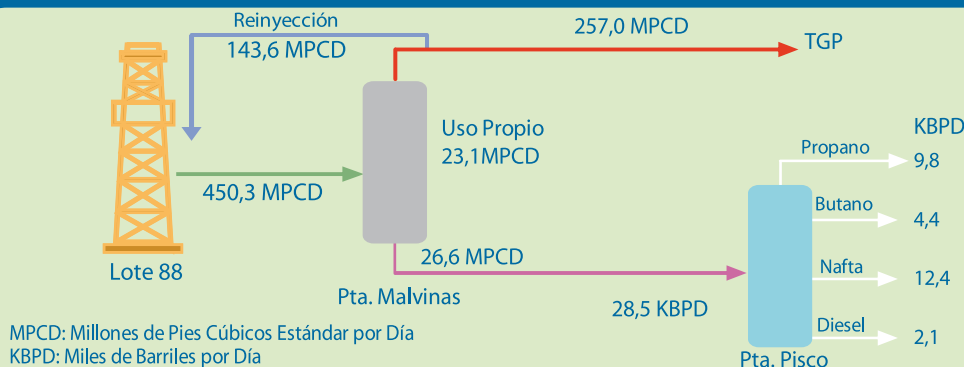 Reinyección
143,6 MPCD
257,0 MPCD
TGP
Uso Propio
23,1MPCD
450,3 MPCD
Lote 88
26,6 MPCD
Pta. Malvinas
28,5 KBPD
KBPD
Propano
9,8
Butano
4,4
Nafta
12,4
Diesel
2,1
Pta. Pisco
MPCD: Millones de Pies Cúbicos Estándar por Día
KBPD: Miles de Barriles por Día